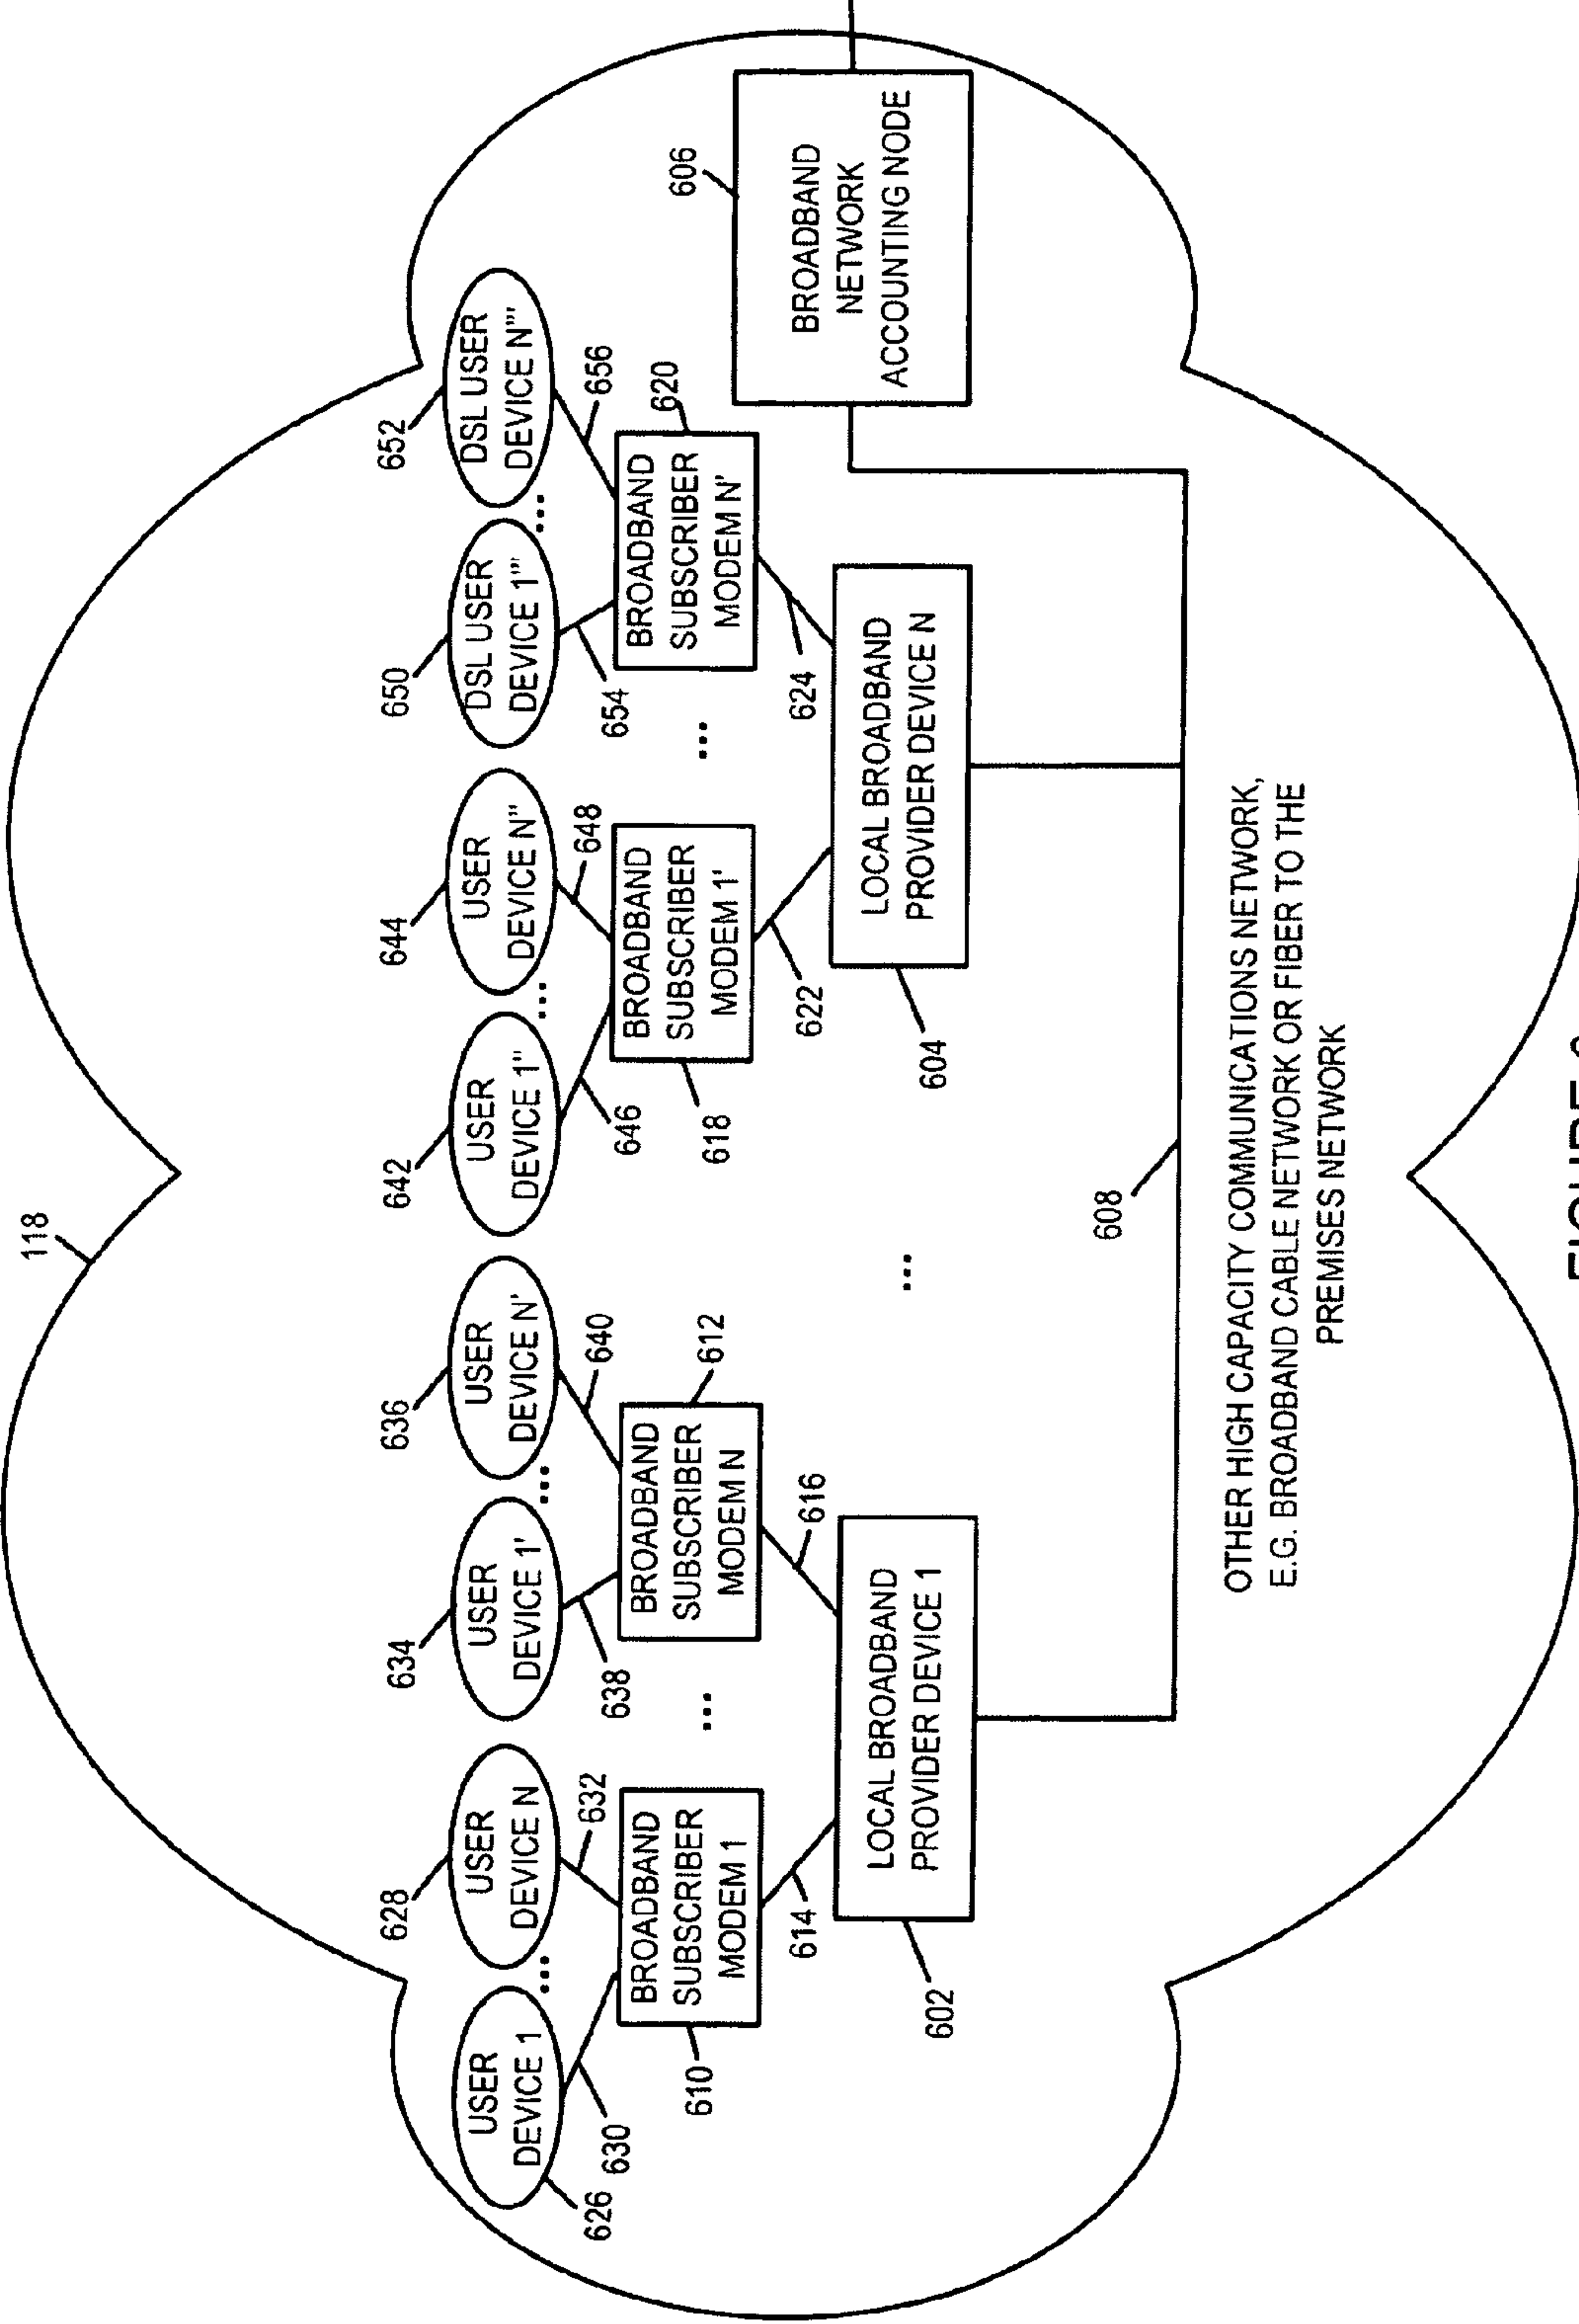 118
652
DSL USER
DEVICE N'''
650
DSL USER
DEVICE 1'''
...
656
654
620
BROADBAND
SUBSCRIBER
MODEM N'
644
USER
DEVICE N''
642
USER
DEVICE 1''
...
648
646
618
BROADBAND
SUBSCRIBER
MODEM 1'
...
624
622
604
LOCAL BROADBAND
PROVIDER DEVICE N
606
BROADBAND
NETWORK
ACCOUNTING NODE
636
USER
DEVICE N'
634
USER
DEVICE 1'
...
640
638
612
BROADBAND
SUBSCRIBER
MODEM N
628
USER
DEVICE N
626
USER
DEVICE 1
...
632
630
610
BROADBAND
SUBSCRIBER
MODEM 1
...
616
614
602
LOCAL BROADBAND
PROVIDER DEVICE 1
...
608
OTHER HIGH CAPACITY COMMUNICATIONS NETWORK,
E.G. BROADBAND CABLE NETWORK OR FIBER TO THE
PREMISES NETWORK
FIGURE